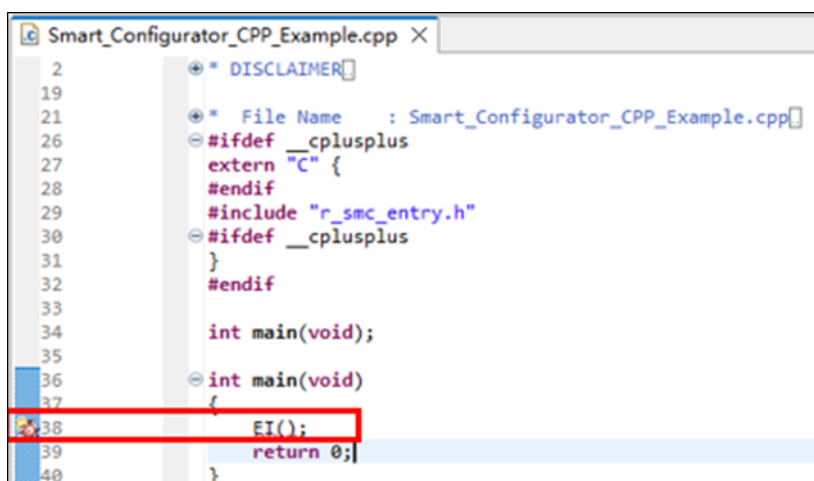 Smart_Configurator_CPP_Example.cpp
2 * DISCLAIMER
19
21 * File Name : Smart_Configurator_CPP_Example.cpp
26 #ifdef __cplusplus
27 extern "C" {
28 #endif
29 #include "r_smc_entry.h"
30 #ifdef __cplusplus
31 }
32 #endif
33
34 int main(void);
35
36 int main(void)
37 {
38 EI();
39 return 0;
40 }